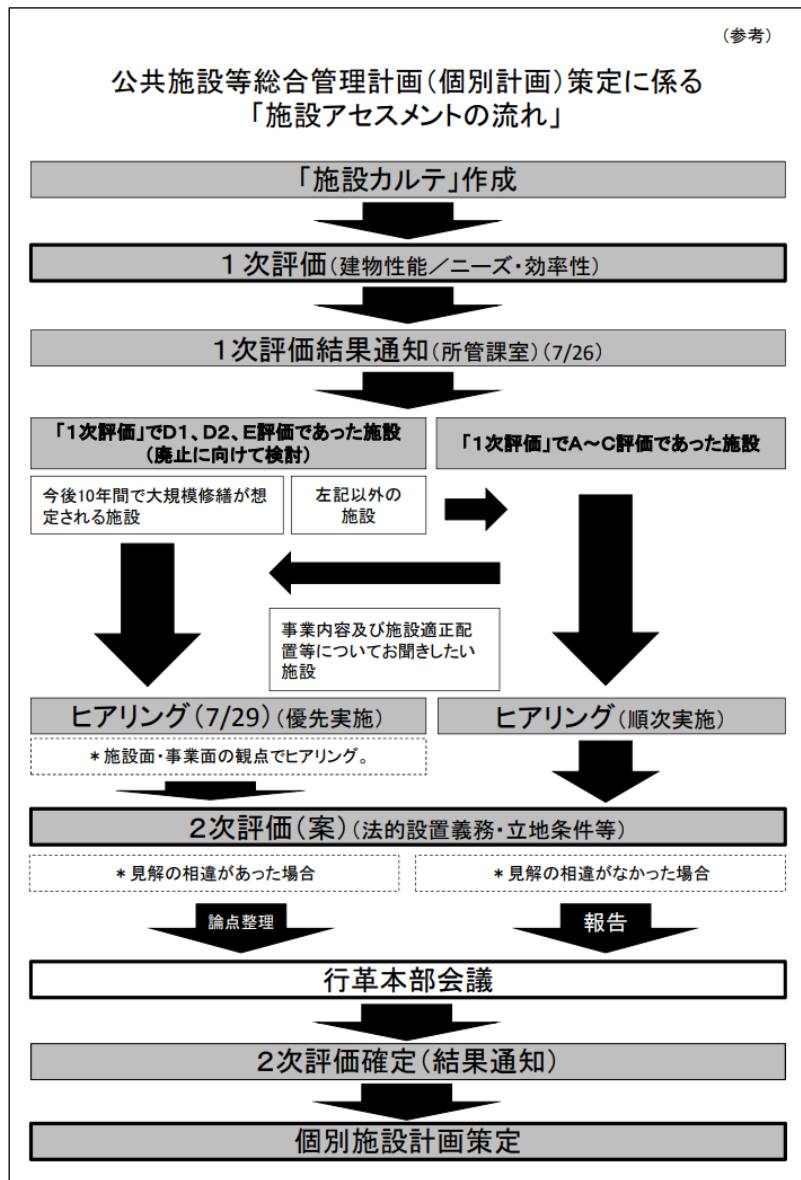 (参考)
公共施設等総合管理計画(個別計画)策定に係る
「施設アセスメントの流れ」
「施設カルテ」作成
1次評価(建物性能/ニーズ・効率性)
1次評価結果通知(所管課室)(7/26)
「1次評価」でD1、D2、E評価であった施設
(廃止に向けて検討)
「1次評価」でA～C評価であった施設
今後10年間で大規模修繕が想
定される施設
左記以外の
施設
事業内容及び施設適正配
置等についてお聞きしたい
施設
ヒアリング(7/29)(優先実施)
ヒアリング(順次実施)
*施設面・事業面の観点でヒアリング。
2次評価(案)(法的設置義務・立地条件等)
*見解の相違があった場合
*見解の相違がなかった場合
論点整理
報告
行革本部会議
2次評価確定(結果通知)
個別施設計画策定